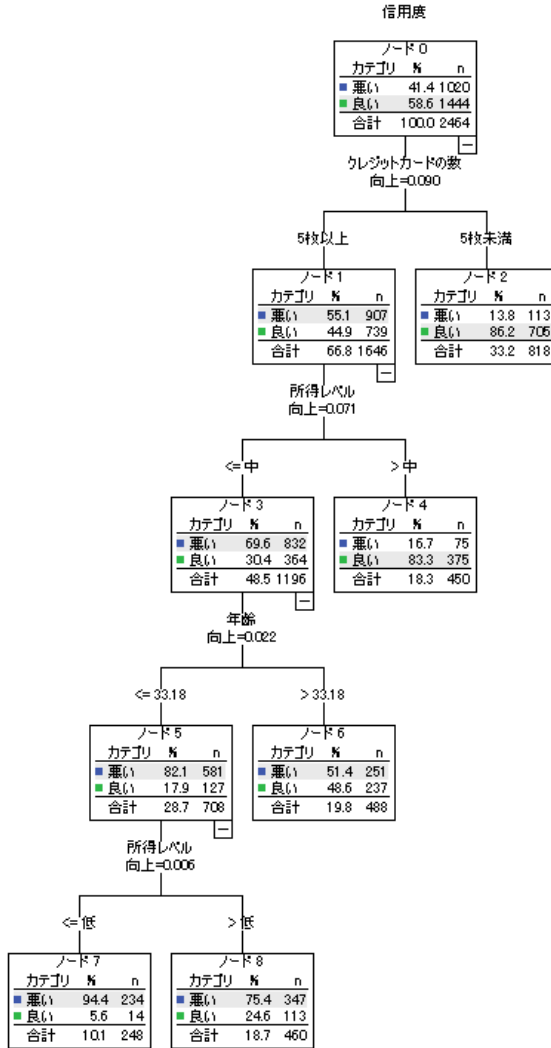 信用度
ノード 0
カテゴリ % n
悪い 41.4 1020
良い 58.6 1444
合計 100.0 2464
クレジットカードの数
向上=0.090
5枚以上
5枚未満
ノード 1
カテゴリ % n
悪い 55.1 907
良い 44.9 739
合計 66.8 1646
ノード 2
カテゴリ % n
悪い 13.8 113
良い 86.2 705
合計 33.2 818
所得レベル
向上=0.071
<= 中
> 中
ノード 3
カテゴリ % n
悪い 69.6 832
良い 30.4 364
合計 48.5 1196
ノード 4
カテゴリ % n
悪い 16.7 75
良い 83.3 375
合計 18.3 450
年齢
向上=0.022
<= 33.18
> 33.18
ノード 5
カテゴリ % n
悪い 82.1 581
良い 17.9 127
合計 28.7 708
ノード 6
カテゴリ % n
悪い 51.4 251
良い 48.6 237
合計 19.8 488
所得レベル
向上=0.006
<= 低
> 低
ノード 7
カテゴリ % n
悪い 94.4 234
良い 5.6 14
合計 10.1 248
ノード 8
カテゴリ % n
悪い 75.4 347
良い 24.6 113
合計 18.7 460